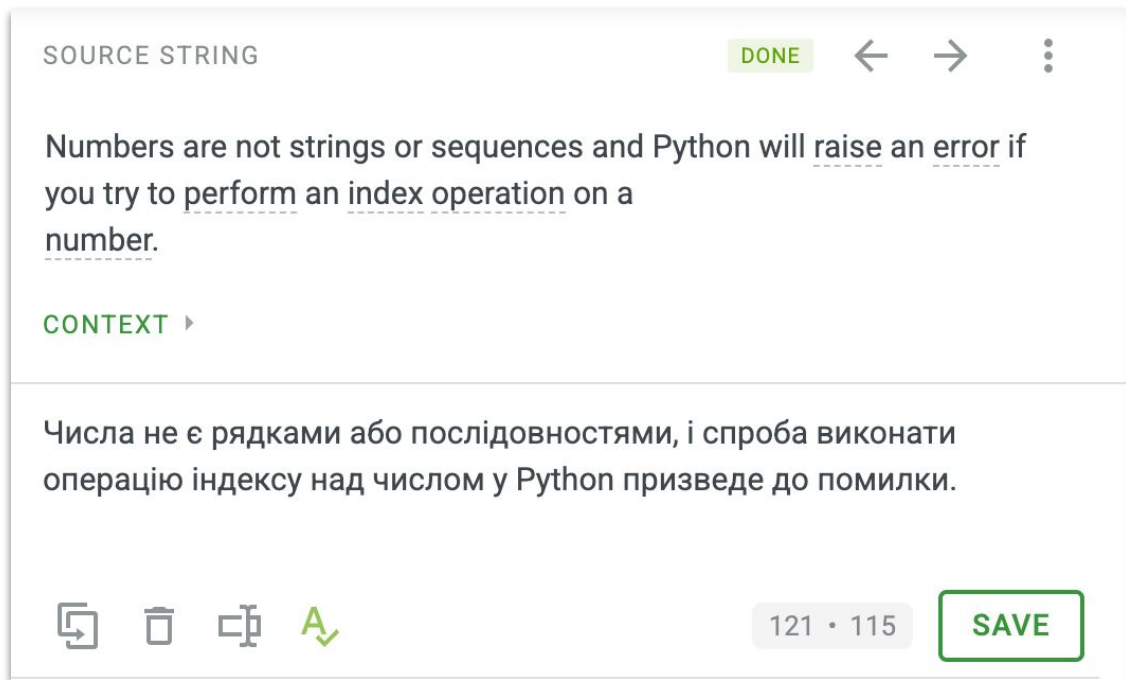 SOURCE STRING
DONE
Numbers are not strings or sequences and Python will raise an error if
you try to perform an index operation on a
number.
CONTEXT
Числа не є рядками або послідовностями, і спроба виконати
операцію індексу над числом у Python призведе до помилки.
A
121 • 115
SAVE